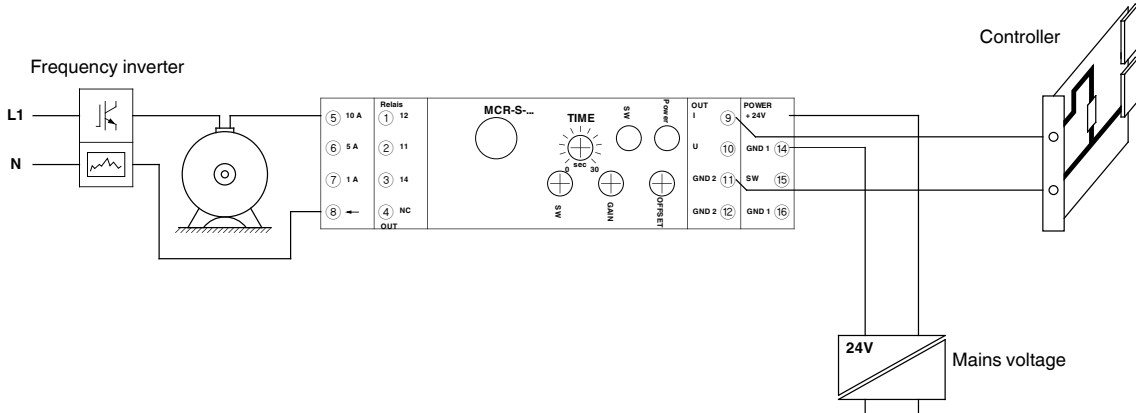 Controller
Frequency inverter
L1
N
Relais
MCR-S-...
TIME
0 sec 30
SW
Power
SW
GAIN
OFFSET
OUT
POWER
5 10 A 1 12
6 5 A 2 11
7 1 A 3 14
8 ← 4 NC
OUT
I 9 + 24V
U 10 GND 1 14
GND 2 11 SW 15
GND 2 12 GND 1 16
24V
Mains voltage